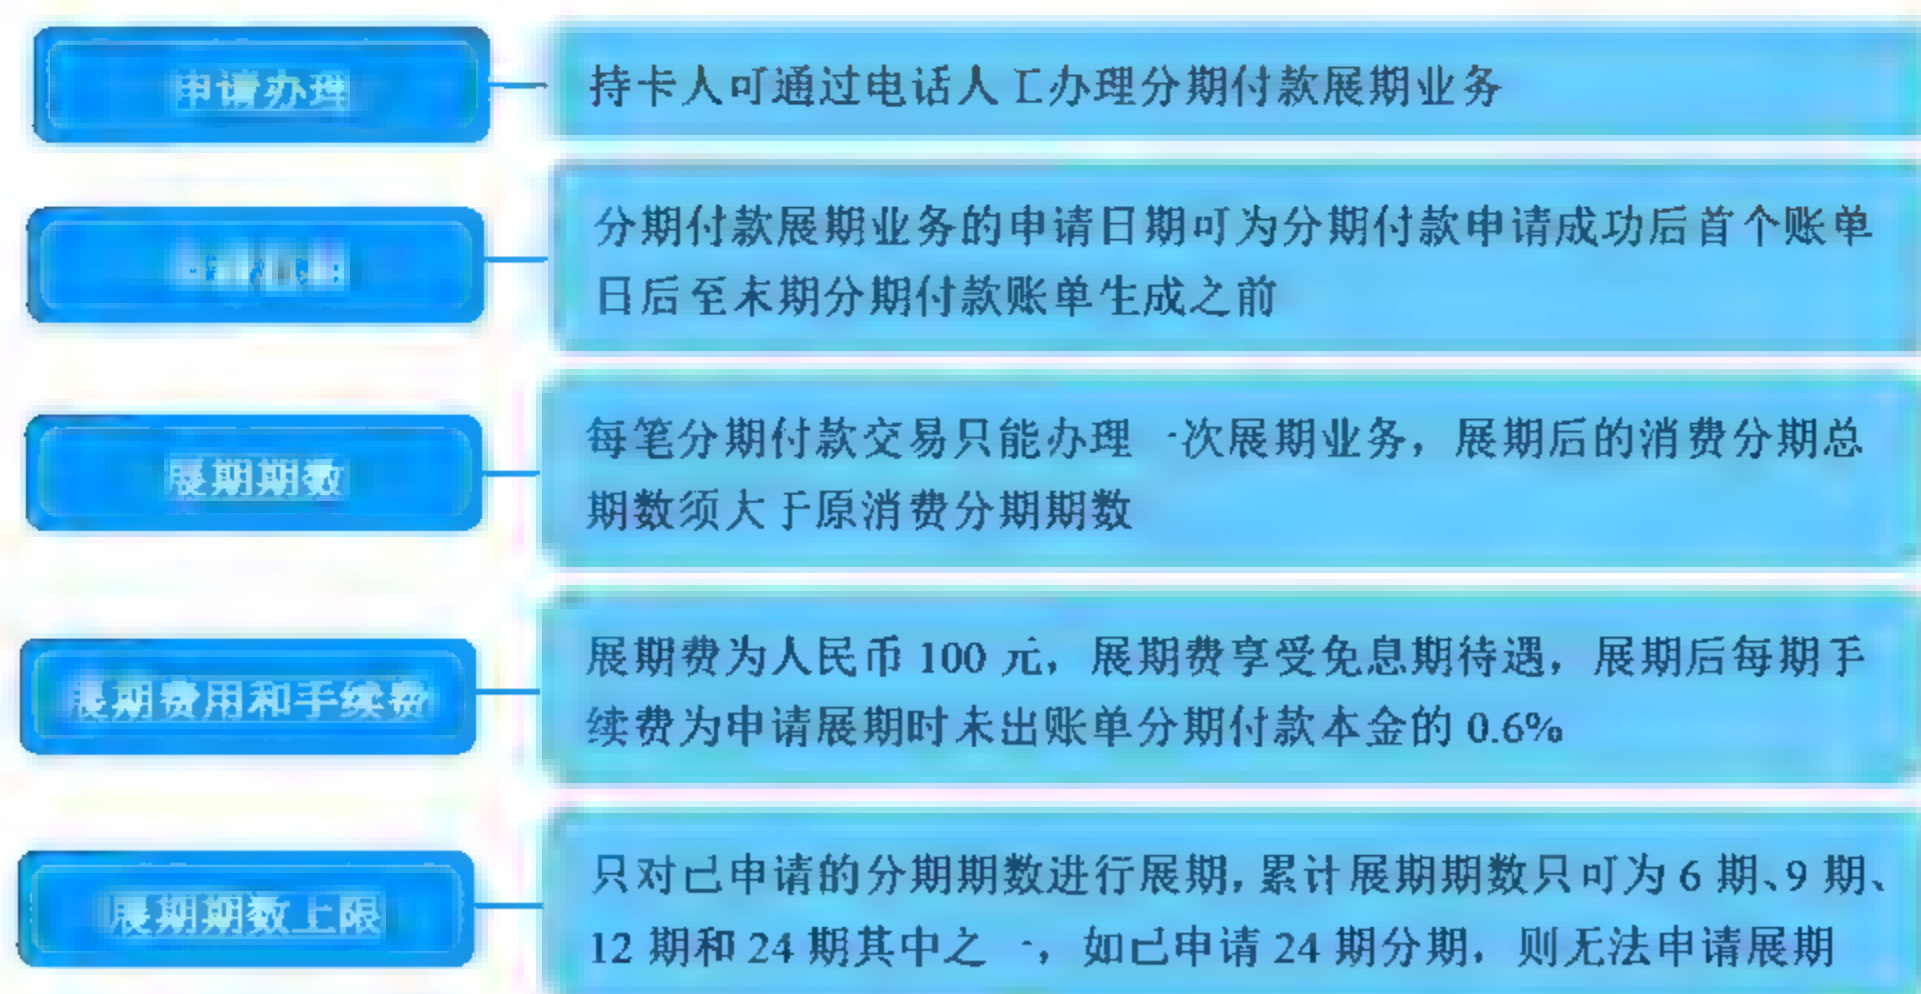 申请办理
持卡人可通过电话人工办理分期付款展期业务
分期付款展期业务的申请日期可为分期付款申请成功后首个账单
日后至末期分期付款账单生成之前
展期期数
每笔分期付款交易只能办理一次展期业务，展期后的消费分期总
期数须大于原消费分期期数
展期费用和手续费
展期费为人民币 100 元，展期费享受免息期待遇，展期后每期手
续费为申请展期时未出账单分期付款本金的 0.6%
展期期数上限
只对已申请的分期期数进行展期，累计展期期数只可为 6 期、9 期、
12 期和 24 期其中之一，如已申请 24 期分期，则无法申请展期